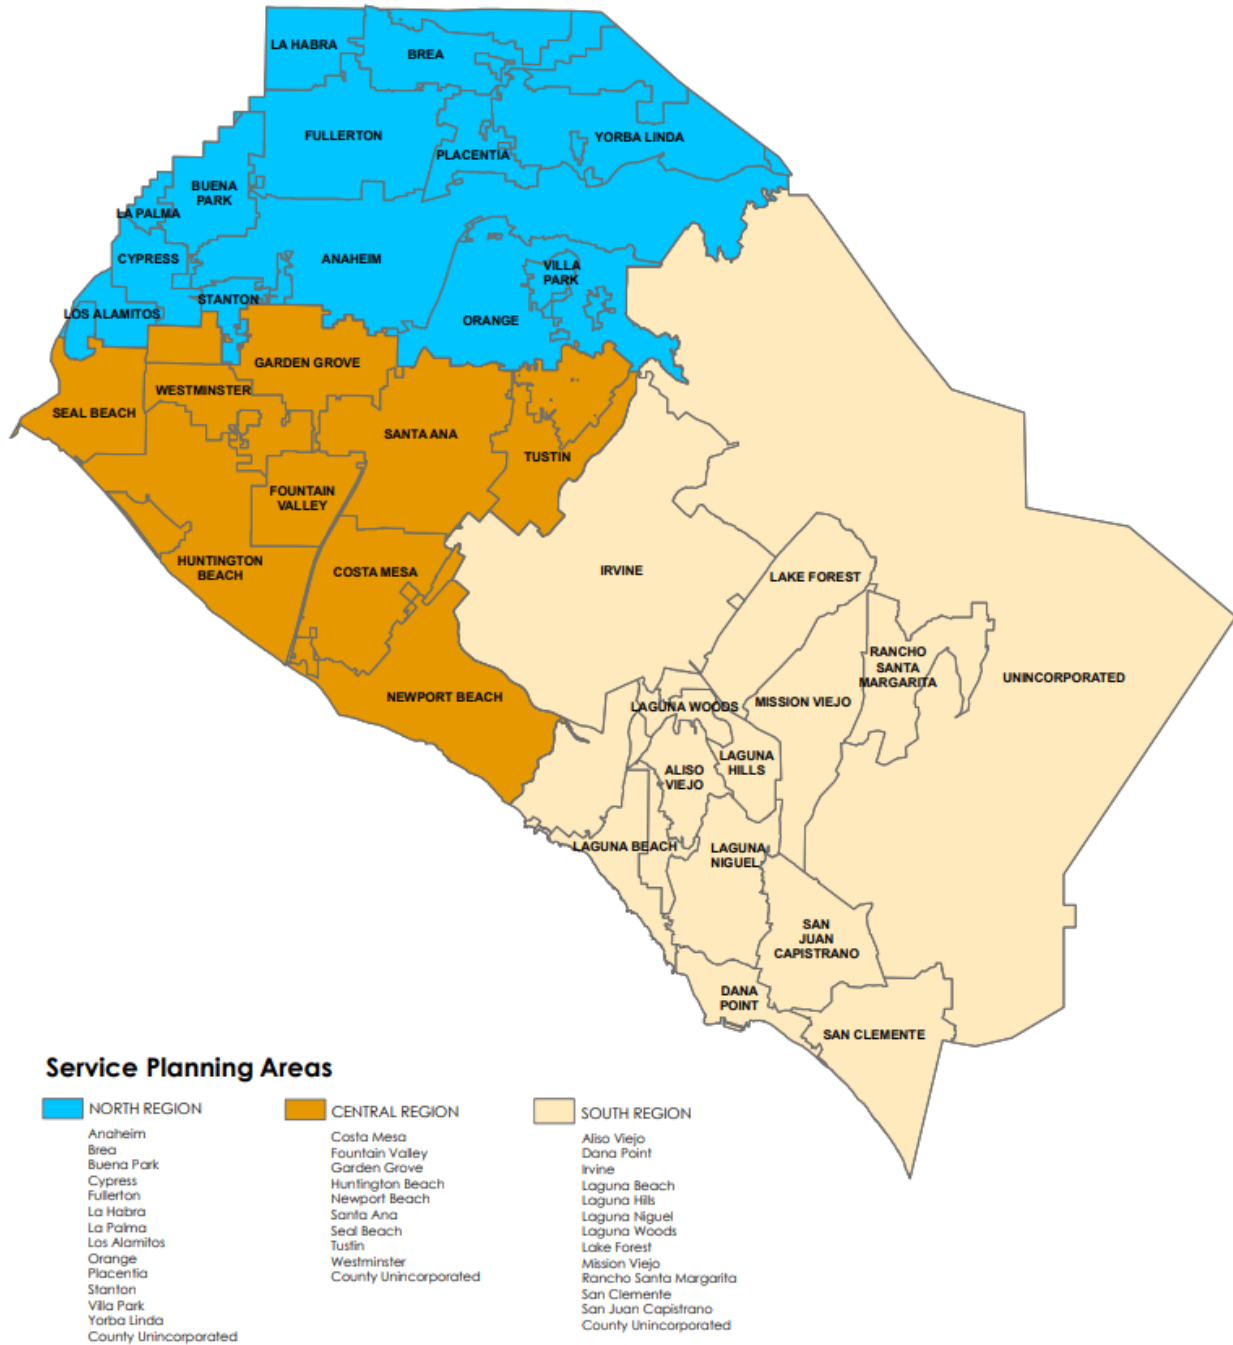 LA HABRA
BREA
FULLERTON
YORBA LINDA
PLACENTIA
BUENA
PARK
LA PALMA
CYPRESS
ANAHEIM
VILLA
PARK
STANTON
LOS ALAMITOS
ORANGE
GARDEN GROVE
WESTMINSTER
SEAL BEACH
SANTA ANA
TUSTIN
FOUNTAIN
VALLEY
HUNTINGTON
BEACH
COSTA MESA
IRVINE
LAKE FOREST
RANCHO
SANTA
MARGARITA
UNINCORPORATED
NEWPORT BEACH
LAGUNA WOODS
MISSION VIEJO
LAGUNA
HILLS
ALISO
VIEJO
LAGUNA BEACH
LAGUNA
NIGUEL
SAN
JUAN
CAPISTRANO
DANA
POINT
SAN CLEMENTE
Service Planning Areas
NORTH REGION
Anaheim
Brea
Buena Park
Cypress
Fullerton
La Habra
La Palma
Los Alamitos
Orange
Placentia
Stanton
Villa Park
Yorba Linda
County Unincorporated
CENTRAL REGION
Costa Mesa
Fountain Valley
Garden Grove
Huntington Beach
Newport Beach
Santa Ana
Seal Beach
Tustin
Westminster
County Unincorporated
SOUTH REGION
Aliso Viejo
Dana Point
Irvine
Laguna Beach
Laguna Hills
Laguna Niguel
Laguna Woods
Lake Forest
Mission Viejo
Rancho Santa Margarita
San Clemente
San Juan Capistrano
County Unincorporated